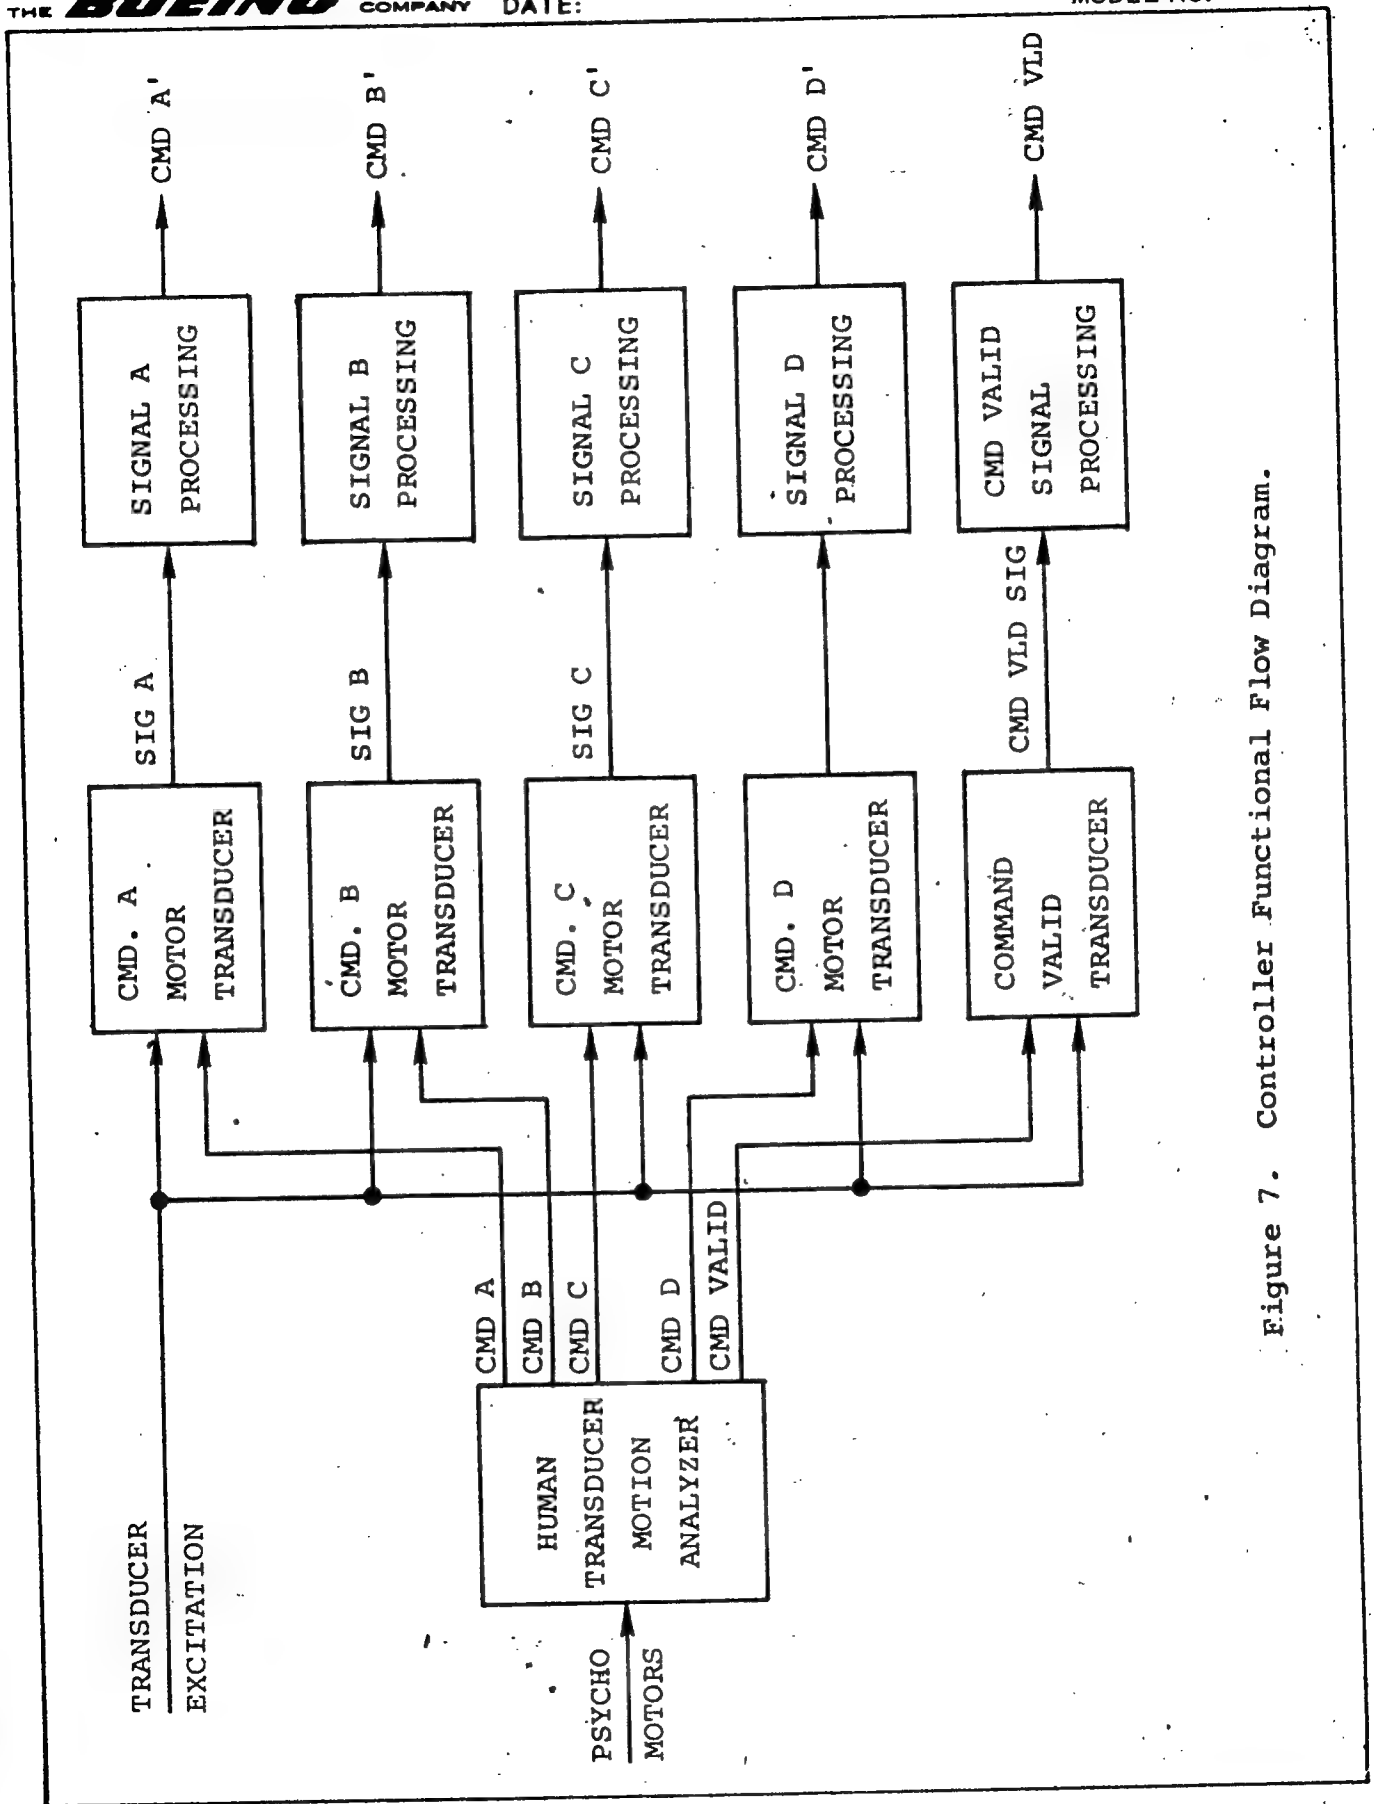 THE BOEING COMPANY DATE:
MODEL NO.
TRANSDUCER
EXCITATION
PSYCHO
MOTORS
HUMAN
TRANSDUCER
MOTION
ANALYZER
CMD A
CMD B
CMD C
CMD D
CMD VALID
CMD. A
MOTOR
TRANSDUCER
SIG A
SIGNAL A
PROCESSING
CMD A'
CMD. B
MOTOR
TRANSDUCER
SIG B
SIGNAL B
PROCESSING
CMD B'
CMD. C
MOTOR
TRANSDUCER
SIG C
SIGNAL C
PROCESSING
CMD C'
CMD. D
MOTOR
TRANSDUCER
SIGNAL D
PROCESSING
CMD D'
COMMAND
VALID
TRANSDUCER
CMD VLD SIG
CMD VALID
SIGNAL
PROCESSING
CMD VLD
Figure 7. Controller Functional Flow Diagram.